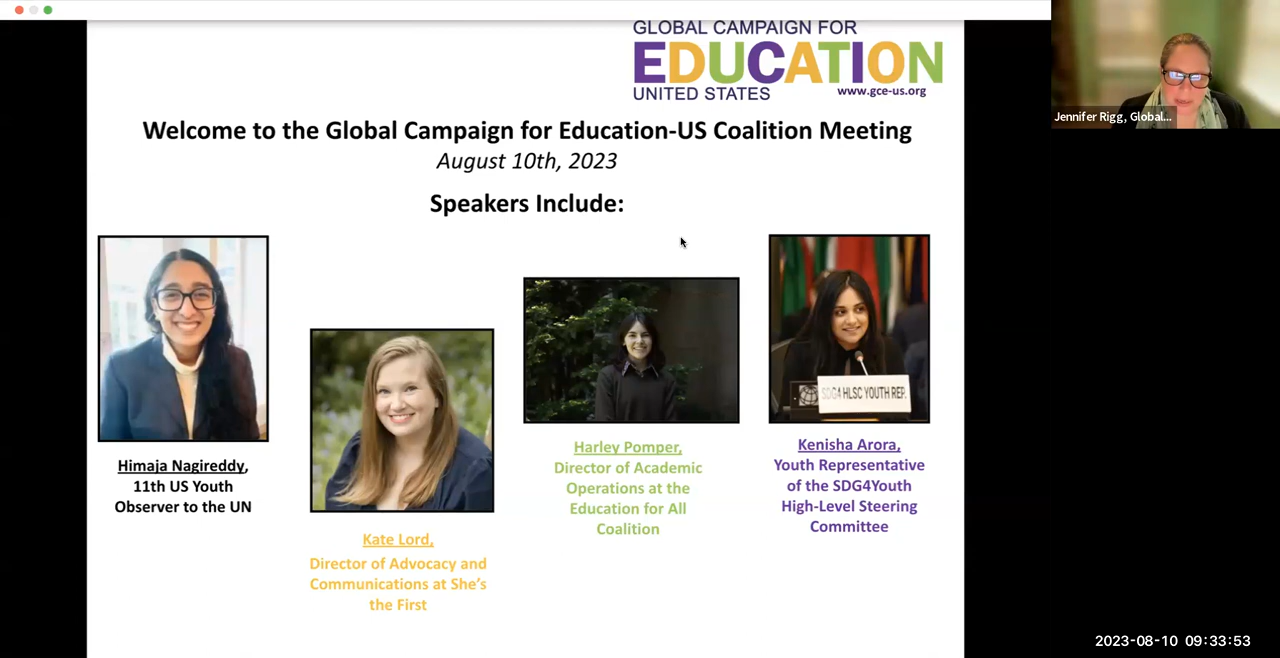 GLOBAL CAMPAIGN FOR
EDUCATION
UNITED STATES
www.gce-us.org
Jennifer Rigg, Global...
Welcome to the Global Campaign for Education-US Coalition Meeting
August 10th, 2023
Speakers Include:
SDG4 HLSC YOUTH REP.
Himaja Nagireddy,
11th US Youth
Observer to the UN
Kate Lord,
Director of Advocacy and
Communications at She's
the First
Harley Pomper,
Director of Academic
Operations at the
Education for All
Coalition
Kenisha Arora,
Youth Representative
of the SDG4Youth
High-Level Steering
Committee
2023-08-10 09:33:53